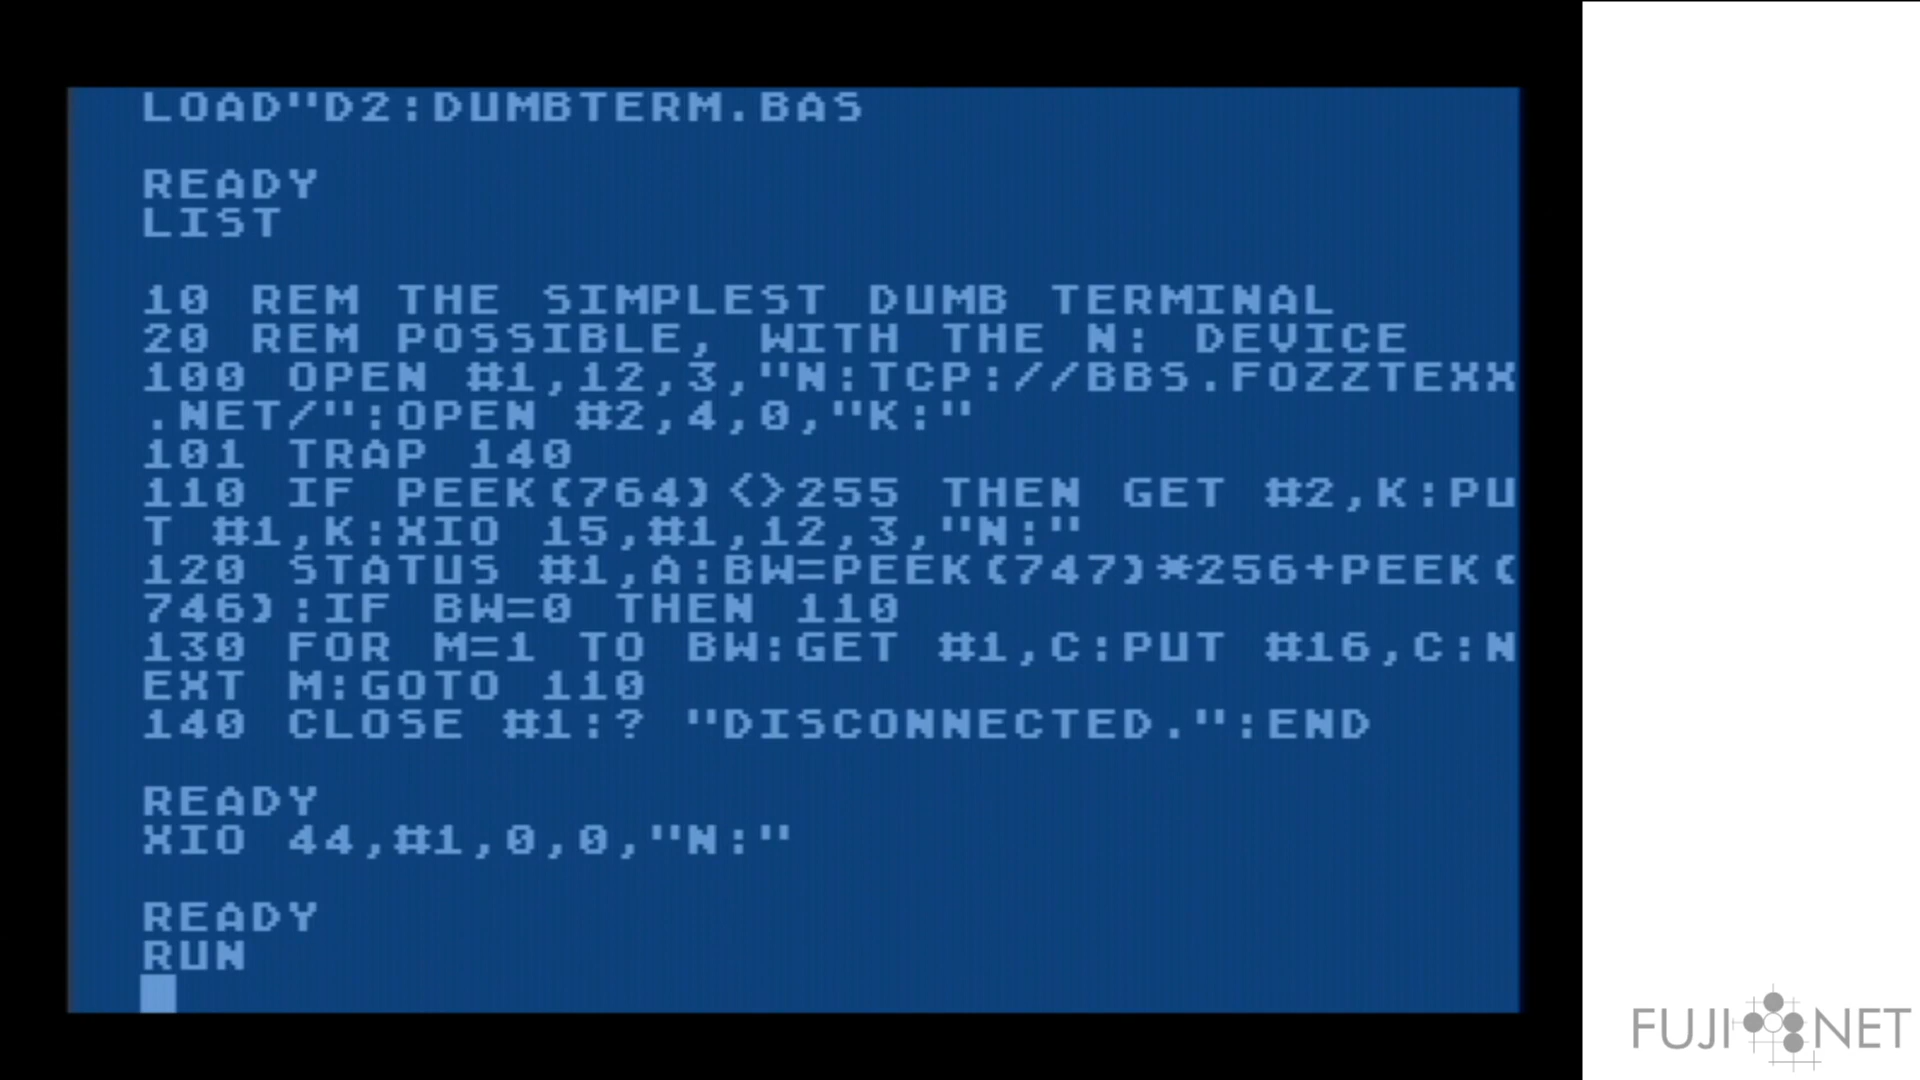 LOAD"D2:DUMBTERM.BAS
READY
LIST
10 REM THE SIMPLEST DUMB TERMINAL
20 REM POSSIBLE, WITH THE N: DEVICE
100 OPEN #1,12,3,"N:TCP://BBS.FOZZTEXX
.NET/":OPEN #2,4,0,"K:"
101 TRAP 140
110 IF PEEK(764)<>255 THEN GET #2,K:PU
T #1,K:XIO 15,#1,12,3,"N:"
120 STATUS #1,A:BW=PEEK(747)*256+PEEK(
746):IF BW=0 THEN 110
130 FOR M=1 TO BW:GET #1,C:PUT #16,C:N
EXT M:GOTO 110
140 CLOSE #1:? "DISCONNECTED.":END
READY
XIO 44,#1,0,0,"N:"
READY
RUN
FUJINET